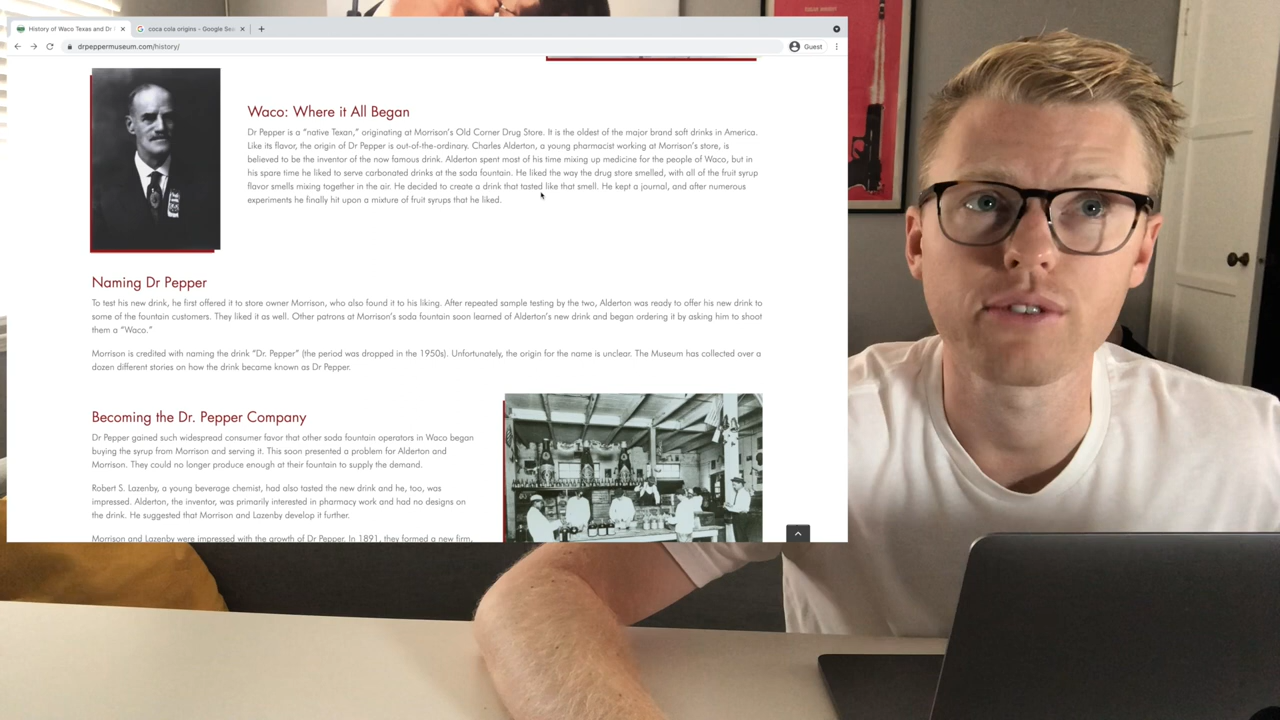 History of Waco Texas and Dr
coca cola origins - Google Sea
drpeppermuseum.com/history/
Guest
Waco: Where it All Began
Dr Pepper is a “native Texan,” originating at Morrison’s Old Corner Drug Store. It is the oldest of the major brand soft drinks in America.
Like its flavor, the origin of Dr Pepper is out-of-the-ordinary. Charles Alderton, a young pharmacist working at Morrison’s store, is
believed to be the inventor of the now famous drink. Alderton spent most of his time mixing up medicine for the people of Waco, but in
his spare time he liked to serve carbonated drinks at the soda fountain. He liked the way the drug store smelled, with all of the fruit syrup
flavor smells mixing together in the air. He decided to create a drink that tasted like that smell. He kept a journal, and after numerous
experiments he finally hit upon a mixture of fruit syrups that he liked.
Naming Dr Pepper
To test his new drink, he first offered it to store owner Morrison, who also found it to his liking. After repeated sample testing by the two, Alderton was ready to offer his new drink to
some of the fountain customers. They liked it as well. Other patrons at Morrison’s soda fountain soon learned of Alderton’s new drink and began ordering it by asking him to shoot
them a “Waco.”
Morrison is credited with naming the drink “Dr. Pepper” (the period was dropped in the 1950s). Unfortunately, the origin for the name is unclear. The Museum has collected over a
dozen different stories on how the drink became known as Dr Pepper.
Becoming the Dr. Pepper Company
Dr Pepper gained such widespread consumer favor that other soda fountain operators in Waco began
buying the syrup from Morrison and serving it. This soon presented a problem for Alderton and
Morrison. They could no longer produce enough at their fountain to supply the demand.
Robert S. Lazenby, a young beverage chemist, had also tasted the new drink and he, too, was
impressed. Alderton, the inventor, was primarily interested in pharmacy work and had no designs on
the drink. He suggested that Morrison and Lazenby develop it further.
Morrison and Lazenby were impressed with the growth of Dr Pepper. In 1891, they formed a new firm,